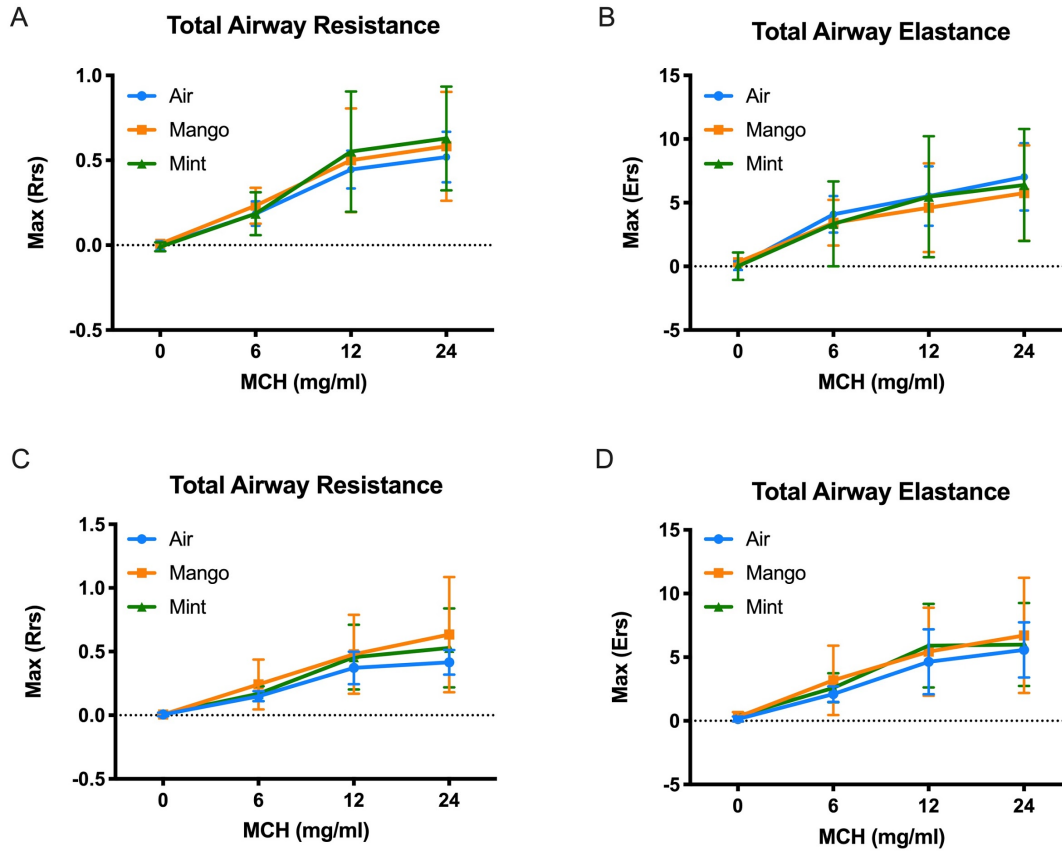 A
Total Airway Resistance
Max (Rrs)
1.0
0.5
0.0
-0.5
Air
Mango
Mint
0 6 12 24
MCH (mg/ml)
B
Total Airway Elastance
Max (Ers)
15
10
5
0
-5
Air
Mango
Mint
0 6 12 24
MCH (mg/ml)
C
Total Airway Resistance
Max (Rrs)
1.5
1.0
0.5
0.0
-0.5
Air
Mango
Mint
0 6 12 24
MCH (mg/ml)
D
Total Airway Elastance
Max (Ers)
15
10
5
0
-5
Air
Mango
Mint
0 6 12 24
MCH (mg/ml)